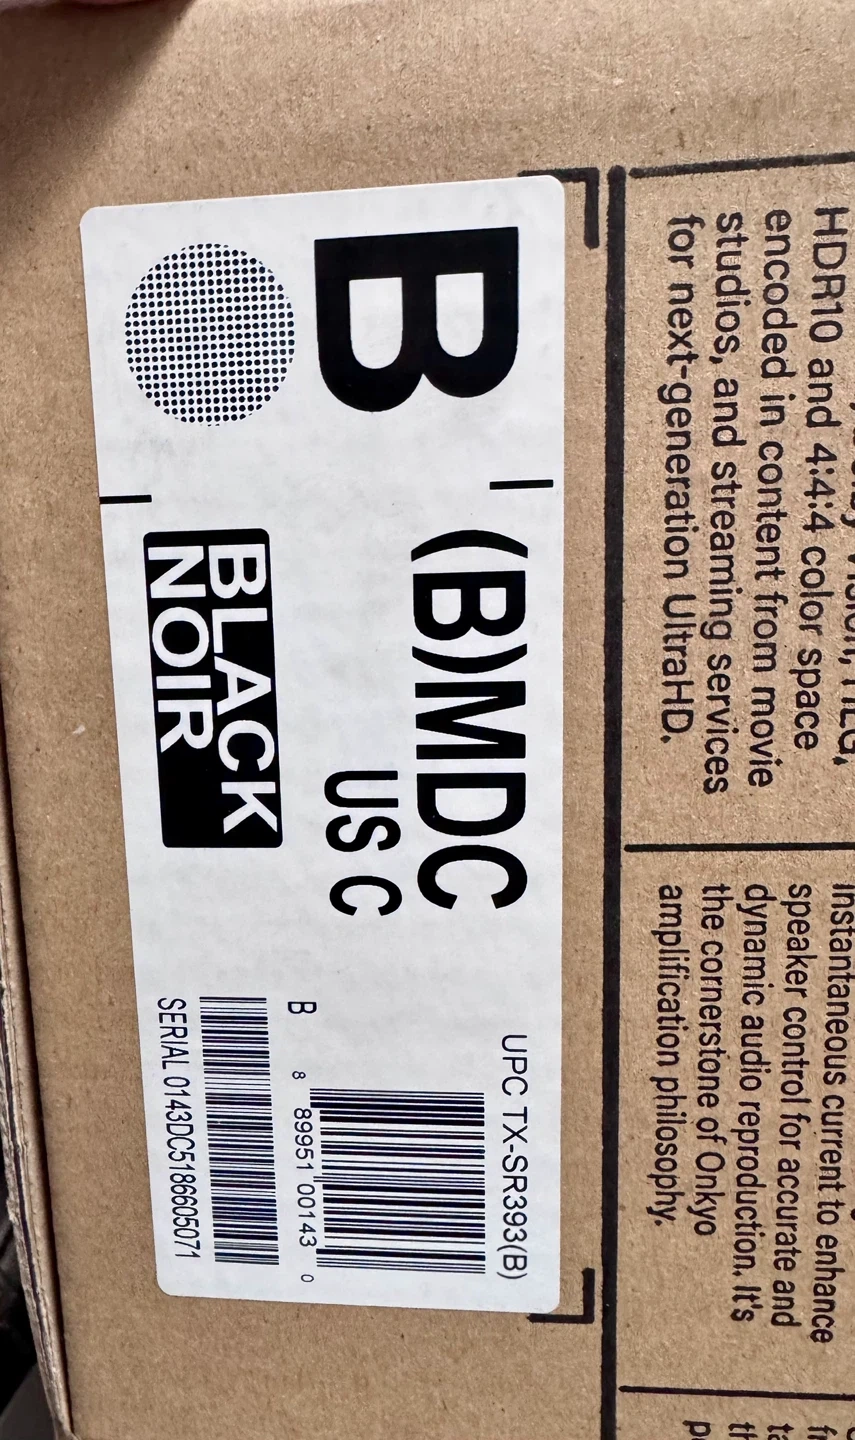 HDR10 and 4:4:4 color space
encoded in content from movie
studios, and streaming services
for next-generation UltraHD.
instantaneous current to enhance
speaker control for accurate and
dynamic audio reproduction. It's
the cornerstone of Onkyo
amplification philosophy.
B
(B)MDC
US C
BLACK
NOIR
UPC TX-SR393(B)
B
8 89951 00143 0
SERIAL 0143DC5186605071